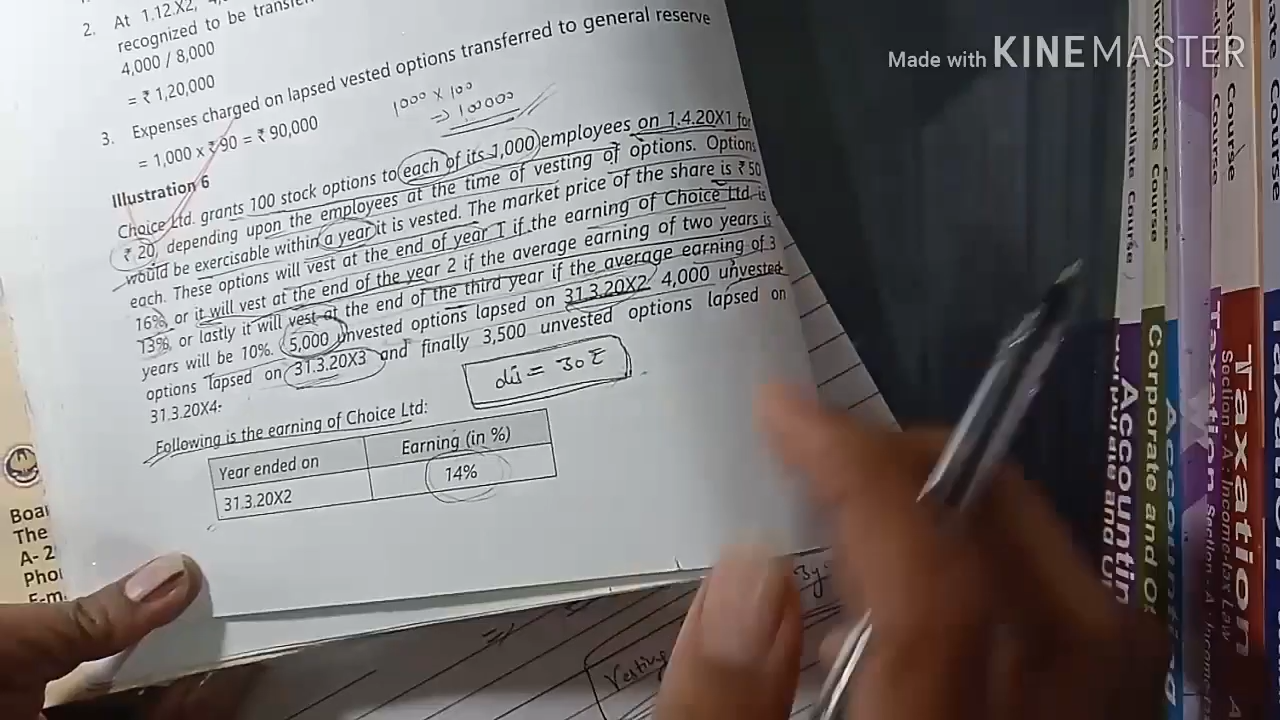 2. At 1.12.X2,
recognized to be
4,000 / 8,000
= ₹ 1,20,000
3. Expenses charged on lapsed vested options transferred to general reserve
= 1,000 x ₹ 90 = ₹ 90,000
1000 X 100
⇒ 100000
Illustration 6
Choice Ltd. grants 100 stock options to each of its 1,000 employees on 1.4.20X1 for
₹ 20, depending upon the employees at the time of vesting of options. Options
would be exercisable within a year it is vested. The market price of the share is ₹ 50
each. These options will vest at the end of year 1 if the earning of Choice Ltd. is
16%, or it will vest at the end of the year 2 if the average earning of two years is
13%, or lastly it will vest at the end of the third year if the average earning of 3
years will be 10%. 5,000 unvested options lapsed on 31.3.20X2 4,000 unvested
options lapsed on 31.3.20X3 and finally 3,500 unvested options lapsed on
31.3.20X4:
dis = 30 ₹
Following is the earning of Choice Ltd:
Year ended on Earning (in %)
31.3.20X2 14%
Made with KINEMASTER
Boar
The
A-2
Phon
E-m
Vesting
3y
Intermediate Course
Corporate and
Accounting
Taxation
Section - A : Income-tax Law